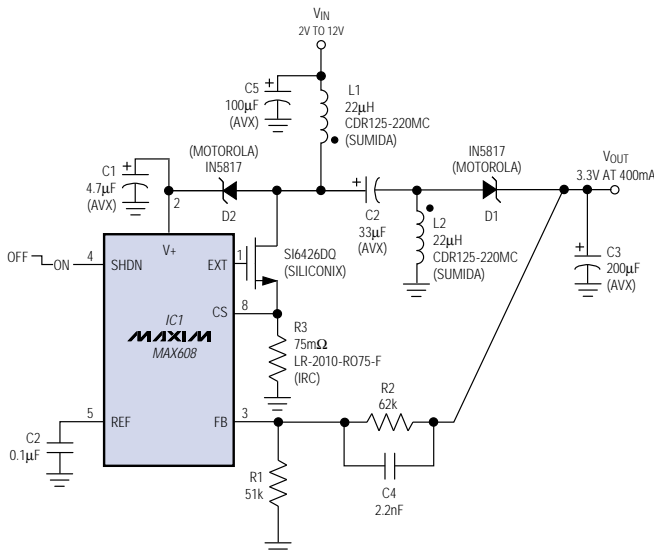 VIN
2V TO 12V
C5
100µF
(AVX)
L1
22µH
CDR125-220MC
(SUMIDA)
(MOTOROLA)
IN5817
D2
C1
4.7µF
(AVX)
2
+
+
+
+
C2
33µF
(AVX)
IN5817
(MOTOROLA)
D1
VOUT
3.3V AT 400mA
L2
22µH
CDR125-220MC
(SUMIDA)
C3
200µF
(AVX)
OFF
ON
4
SHDN
V+
EXT
1
SI6426DQ
(SILICONIX)
CS
8
IC1
MAXIM
MAX608
R3
75mΩ
LR-2010-RO75-F
(IRC)
5
REF
FB
3
C2
0.1µF
R2
62k
R1
51k
C4
2.2nF